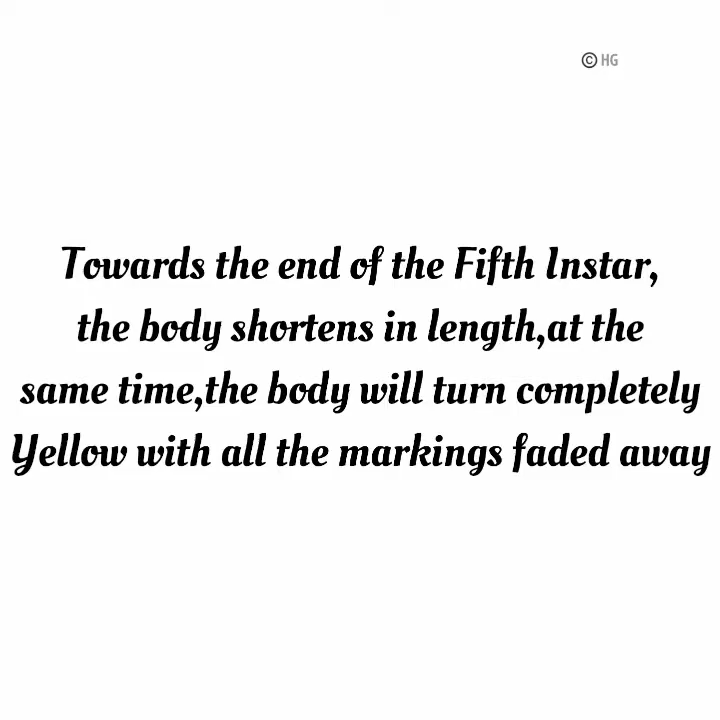 © HG
Towards the end of the Fifth Instar,
the body shortens in length,at the
same time,the body will turn completely
Yellow with all the markings faded away